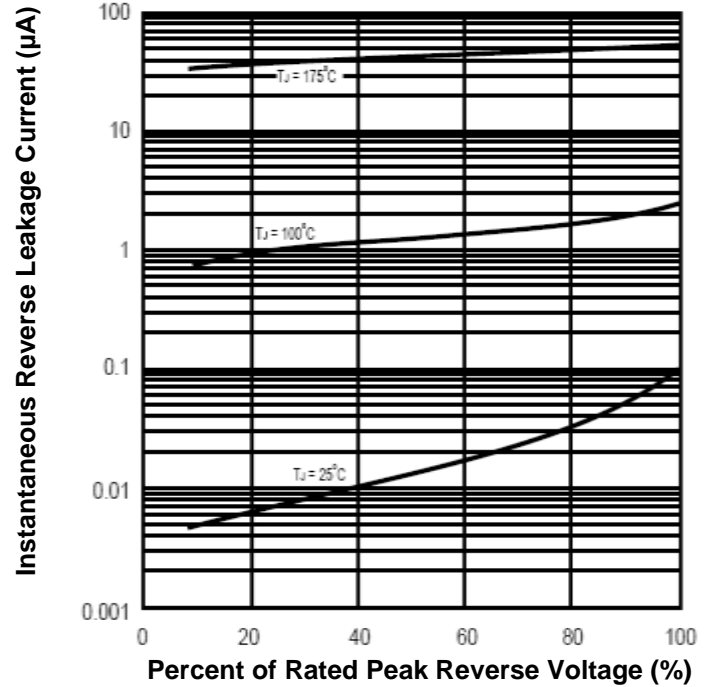 Instantaneous Reverse Leakage Current (µA)
100
10
1
0.1
0.01
0.001
TJ = 175°C
TJ = 100°C
TJ = 25°C
0 20 40 60 80 100
Percent of Rated Peak Reverse Voltage (%)